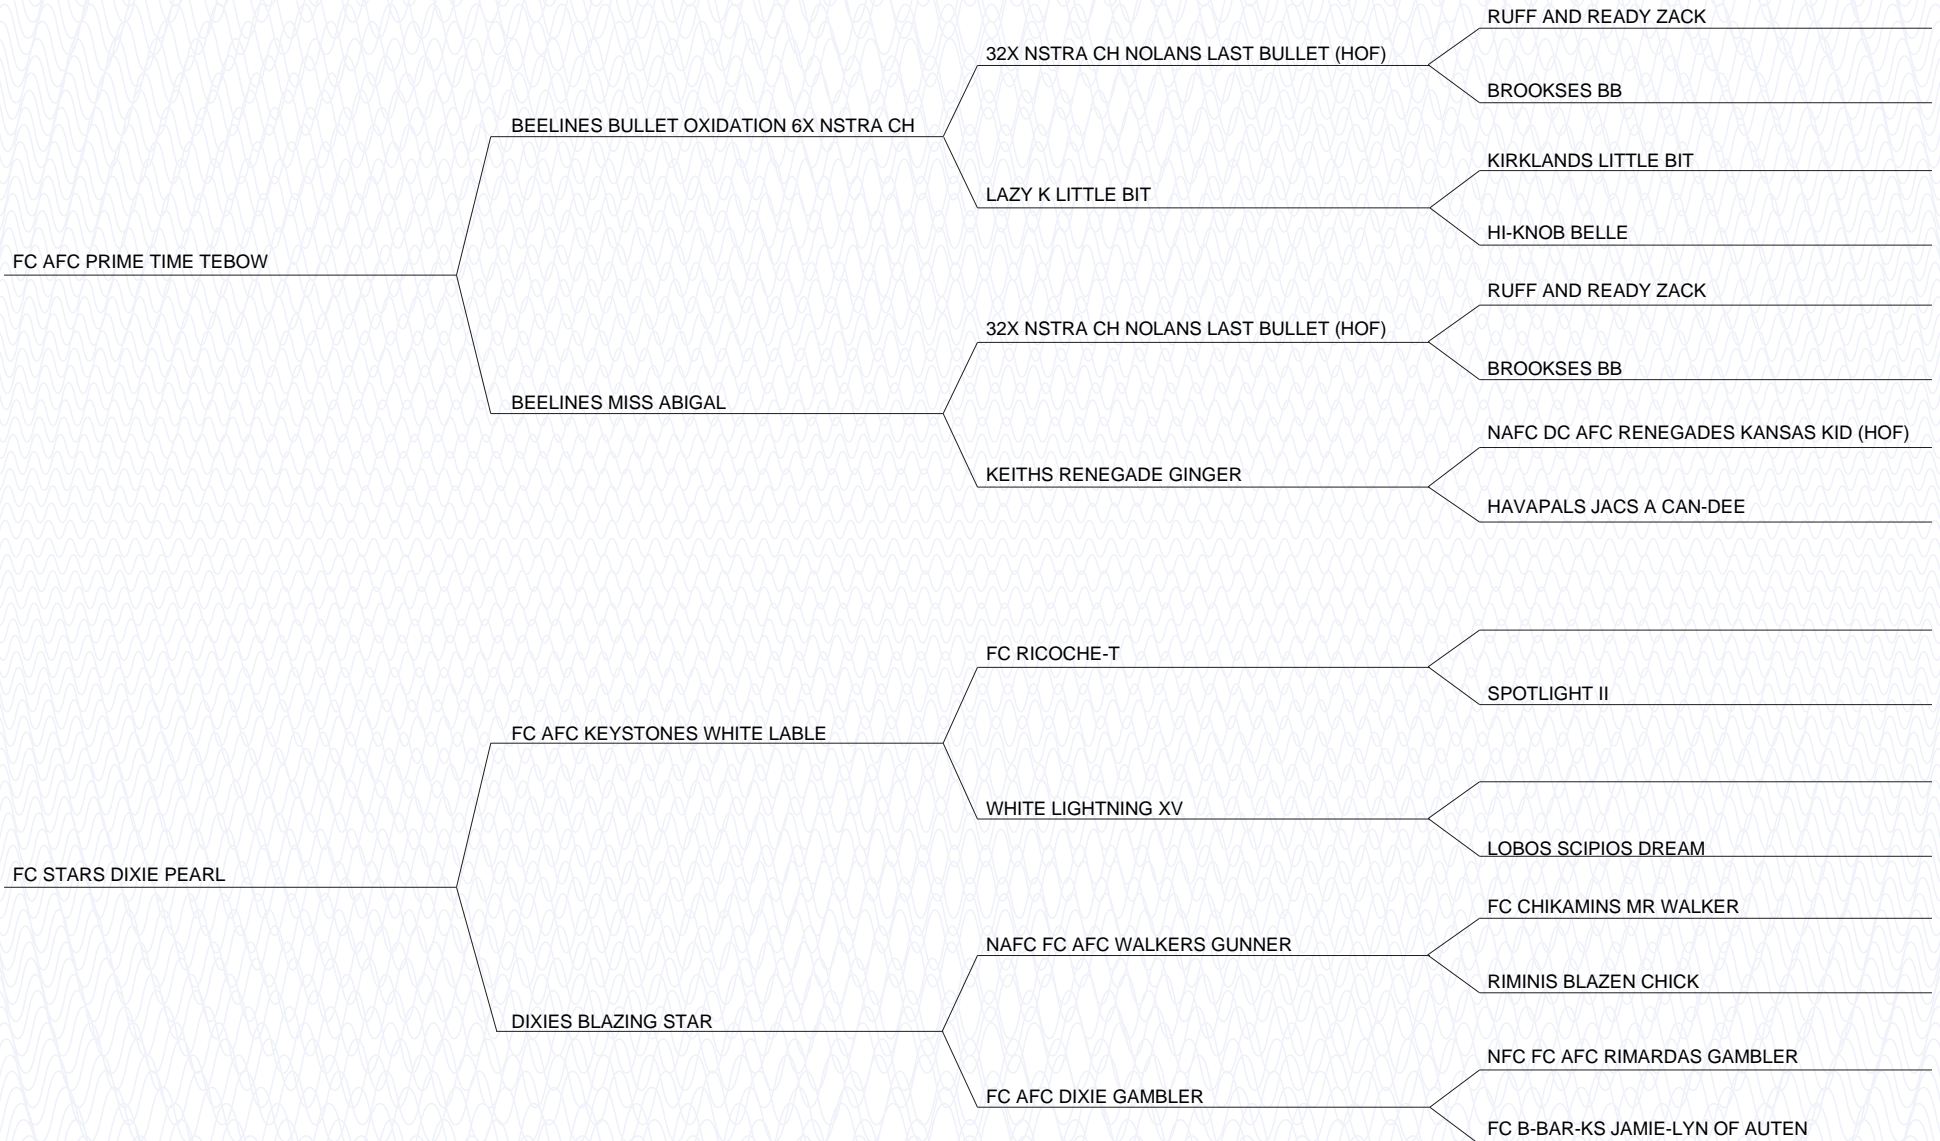 RUFF AND READY ZACK
32X NSTRA CH NOLANS LAST BULLET (HOF)
BROOKSES BB
BEELINES BULLET OXIDATION 6X NSTRA CH
KIRKLANDS LITTLE BIT
LAZY K LITTLE BIT
HI-KNOB BELLE
FC AFC PRIME TIME TEBOW
RUFF AND READY ZACK
32X NSTRA CH NOLANS LAST BULLET (HOF)
BROOKSES BB
BEELINES MISS ABIGAL
NAFC DC AFC RENEGADES KANSAS KID (HOF)
KEITHS RENEGADE GINGER
HAVAPALS JACS A CAN-DEE
FC RICOCHE-T
SPOTLIGHT II
FC AFC KEYSTONES WHITE LABLE
WHITE LIGHTNING XV
LOBOS SCIPIOS DREAM
FC STARS DIXIE PEARL
FC CHIKAMINS MR WALKER
NAFC FC AFC WALKERS GUNNER
RIMINIS BLAZEN CHICK
DIXIES BLAZING STAR
NFC FC AFC RIMARDAS GAMBLER
FC AFC DIXIE GAMBLER
FC B-BAR-KS JAMIE-LYN OF AUTEN